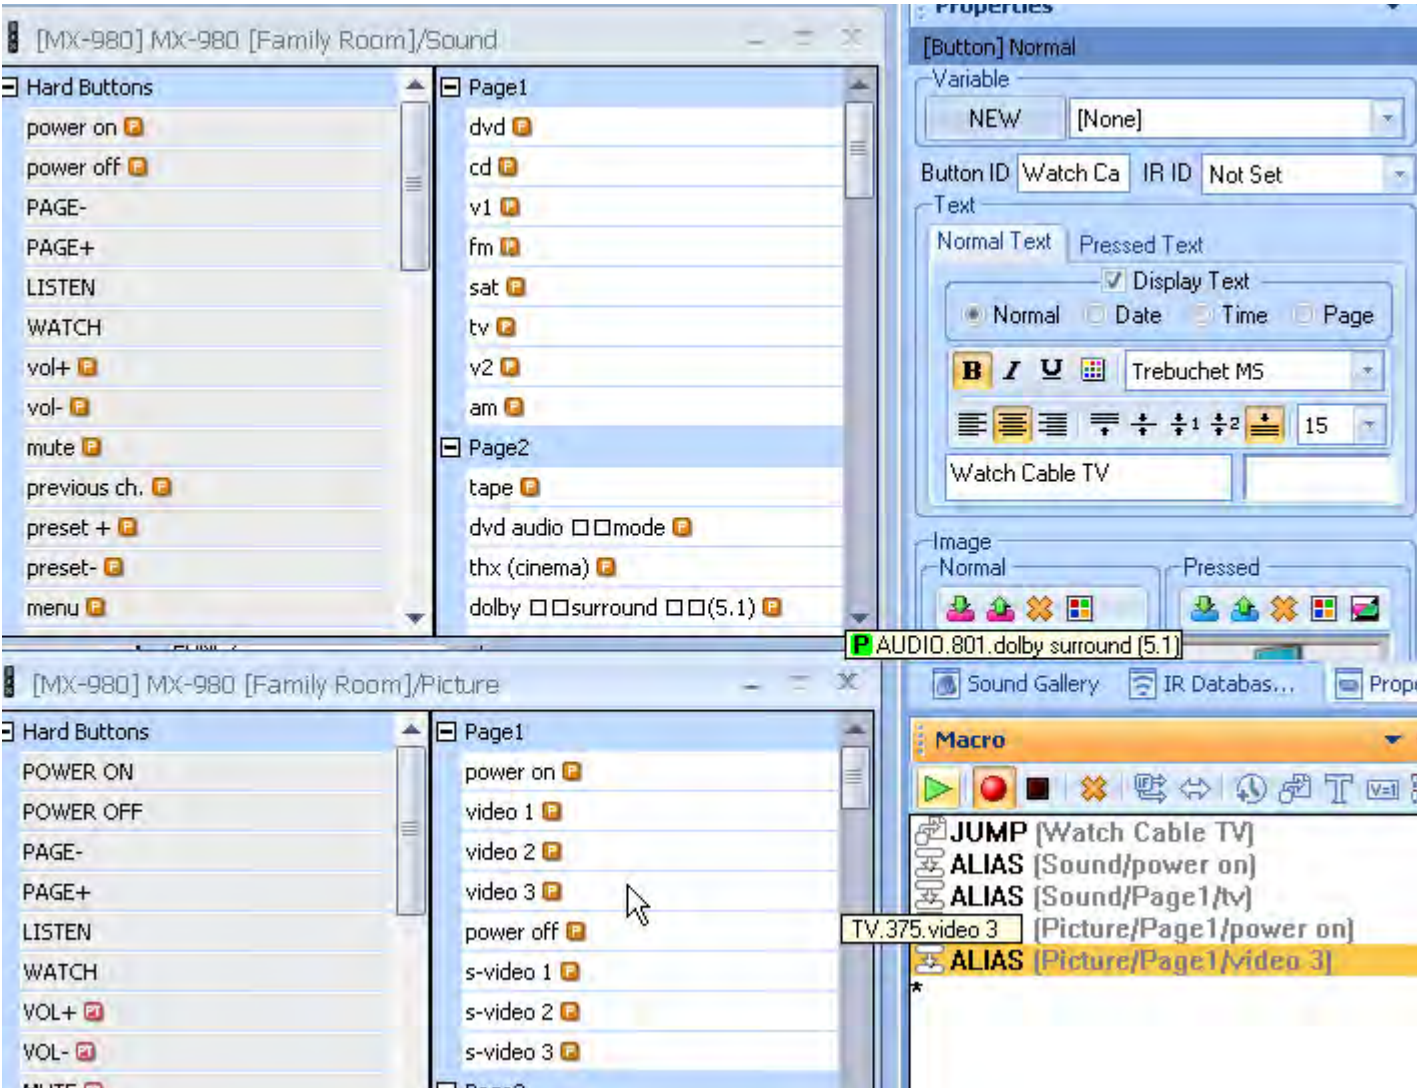 [MX-980] MX-980 [Family Room]/Sound
Hard Buttons
power on P
power off P
PAGE-
PAGE+
LISTEN
WATCH
vol+ P
vol- P
mute P
previous ch. P
preset + P
preset- P
menu P
Page1
dvd P
cd P
v1 P
fm P
sat P
tv P
v2 P
am P
Page2
tape P
dvd audio □□mode P
thx (cinema) P
dolby □□surround □□(5.1) P
P AUDIO.801.dolby surround (5.1)
Properties
[Button] Normal
Variable
NEW [None]
Button ID Watch Ca IR ID Not Set
Text
Normal Text Pressed Text
Display Text
Normal Date Time Page
B I U Trebuchet MS
1 2 15
Watch Cable TV
Image
Normal Pressed
[MX-980] MX-980 [Family Room]/Picture
Hard Buttons
POWER ON
POWER OFF
PAGE-
PAGE+
LISTEN
WATCH
VOL+
VOL-
Page1
power on P
video 1 P
video 2 P
video 3 P
power off P
s-video 1 P
s-video 2 P
s-video 3 P
TV.375.video 3
Sound Gallery IR Databas... Prope
Macro
IF T V=1
JUMP (Watch Cable TV)
ALIAS (Sound/power on)
ALIAS (Sound/Page1/tv)
(Picture/Page1/power on)
ALIAS (Picture/Page1/video 3)
*